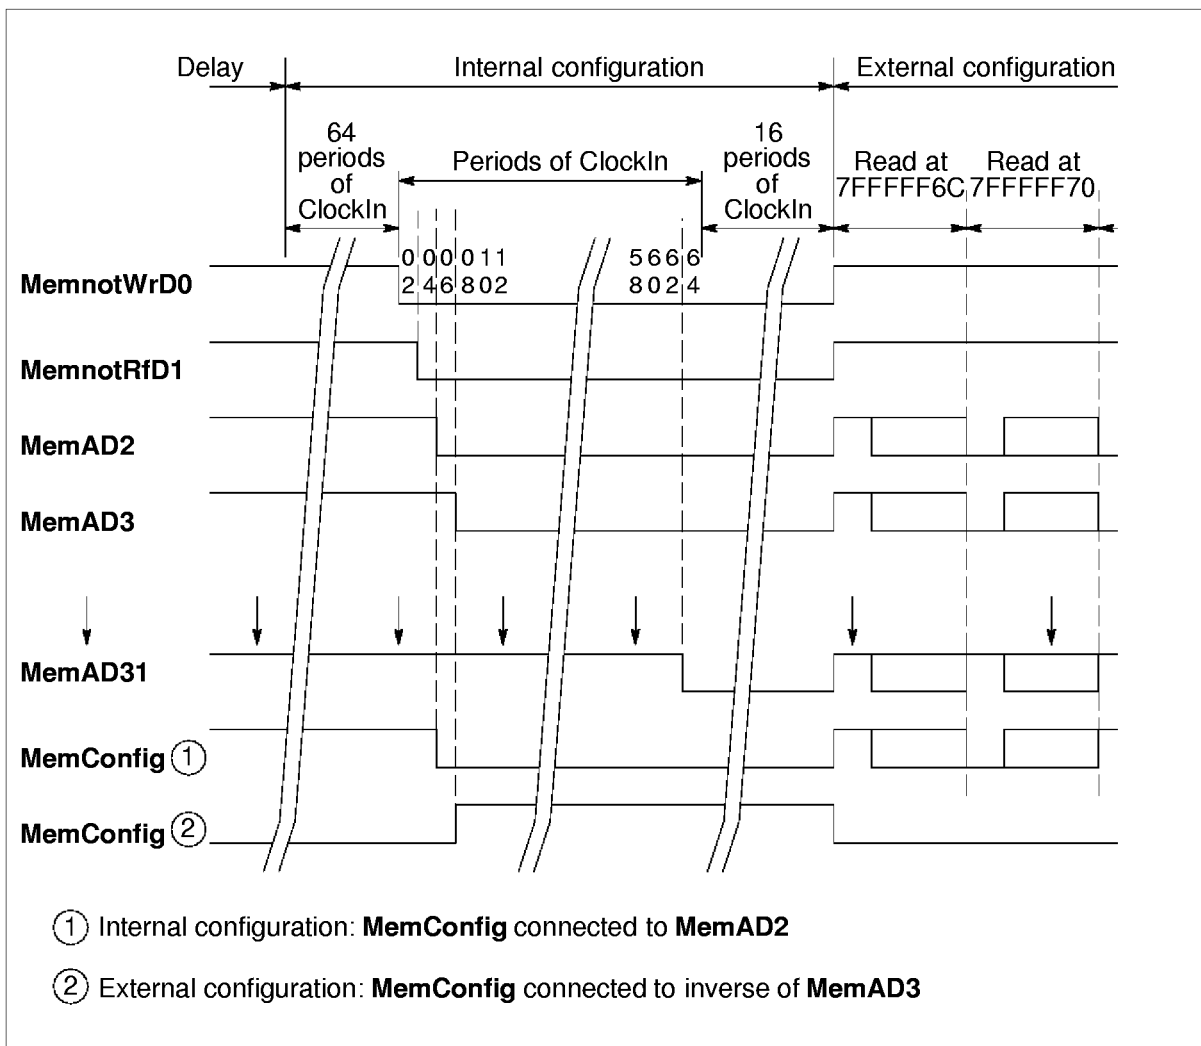 Delay Internal configuration External configuration
64 periods of ClockIn
Periods of ClockIn
16 periods of ClockIn
Read at 7FFFFF6C
Read at 7FFFFF70
0 0 0 0 1 1 5 6 6 6
2 4 6 8 0 2 8 0 2 4
MemnotWrD0
MemnotRfD1
MemAD2
MemAD3
MemAD31
MemConfig 1
MemConfig 2
1 Internal configuration: MemConfig connected to MemAD2
2 External configuration: MemConfig connected to inverse of MemAD3